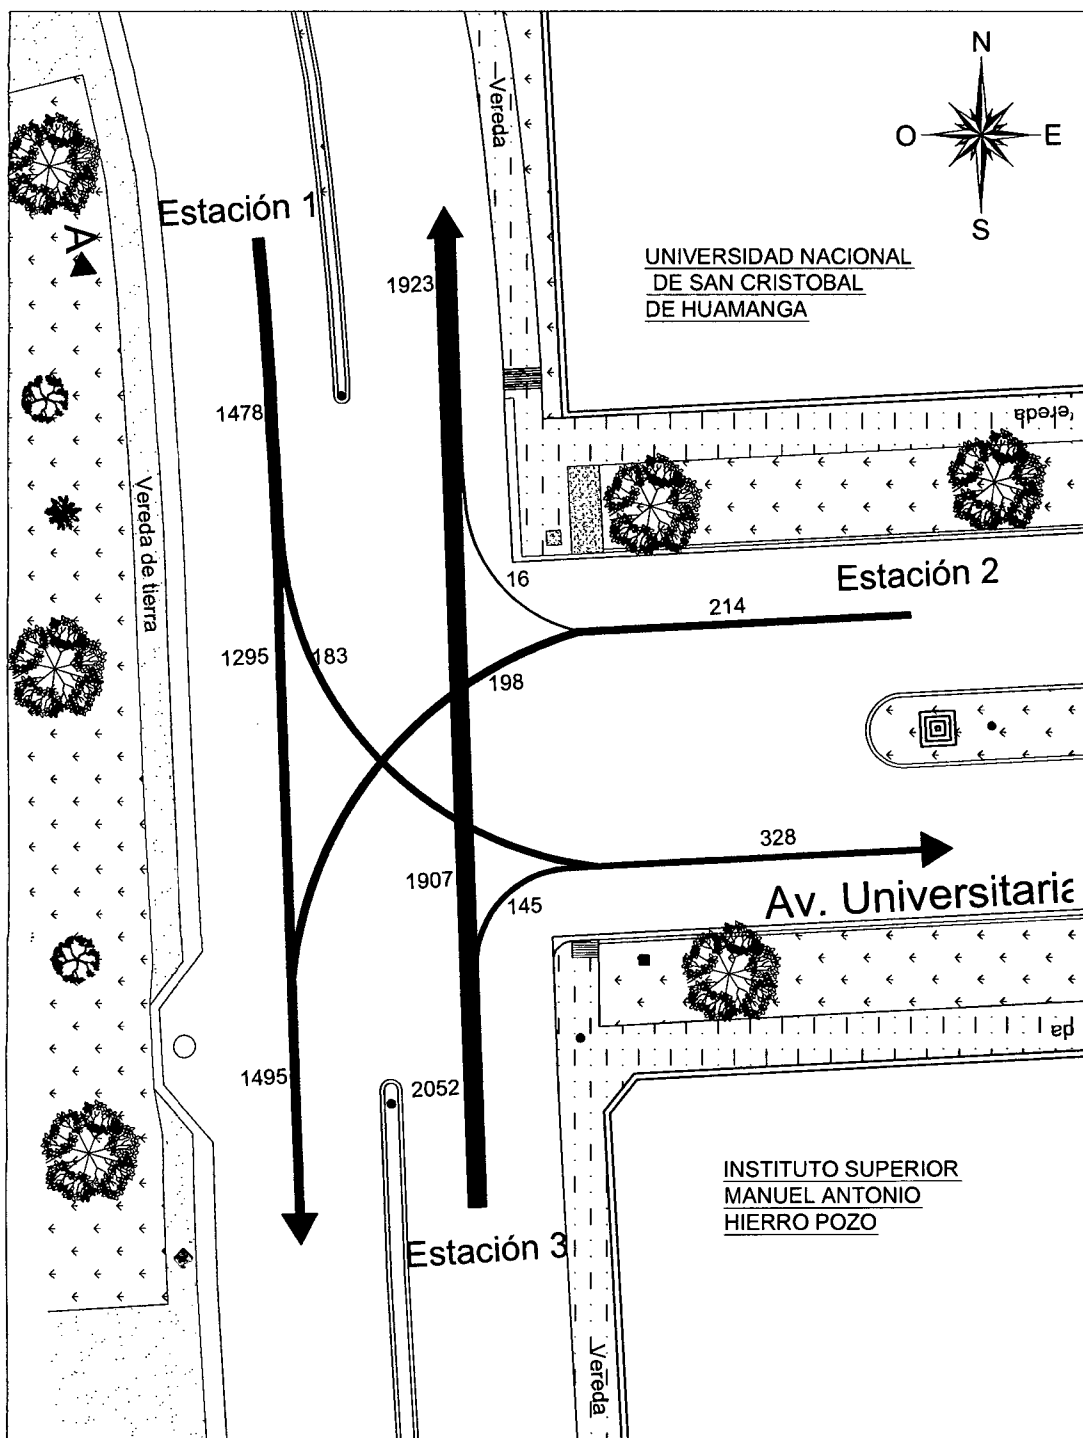 N
O
E
S
Vereda
Estación 1
A
1923
UNIVERSIDAD NACIONAL
DE SAN CRISTOBAL
DE HUAMANGA
1478
ereda
Vereda de tierra
16
Estación 2
214
1295
183
198
328
1907
145
Av. Universitaria
da
1495
2052
INSTITUTO SUPERIOR
MANUEL ANTONIO
HIERRO POZO
Estación 3
Vereda